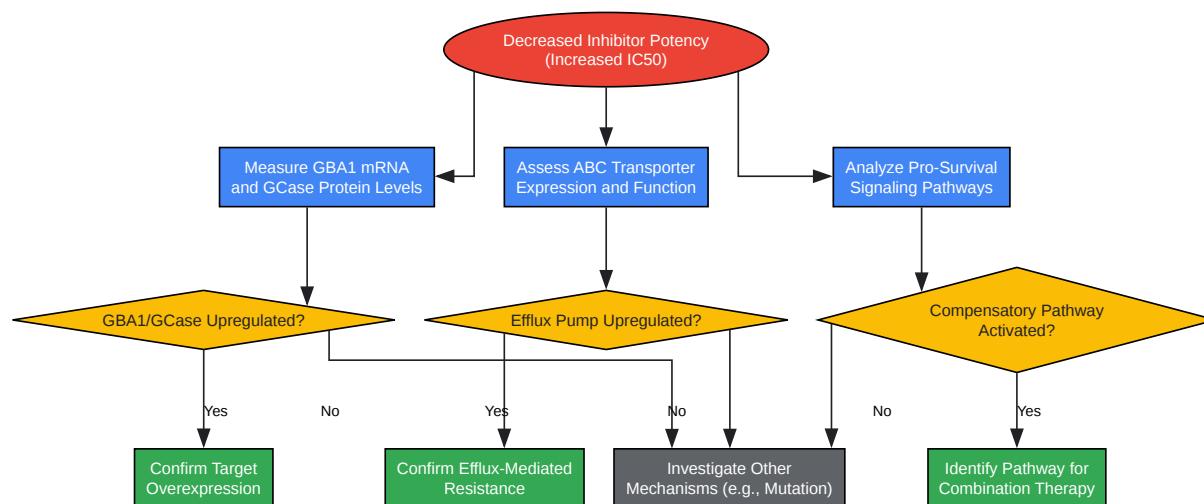 Decreased Inhibitor Potency
(Increased IC50)
Measure GBA1 mRNA
and GCase Protein Levels
Assess ABC Transporter
Expression and Function
Analyze Pro-Survival
Signaling Pathways
GBA1/GCase Upregulated?
Efflux Pump Upregulated?
Compensatory Pathway
Activated?
Yes
No
Yes
No
No
Yes
Confirm Target
Overexpression
Confirm Efflux-Mediated
Resistance
Investigate Other
Mechanisms (e.g., Mutation)
Identify Pathway for
Combination Therapy